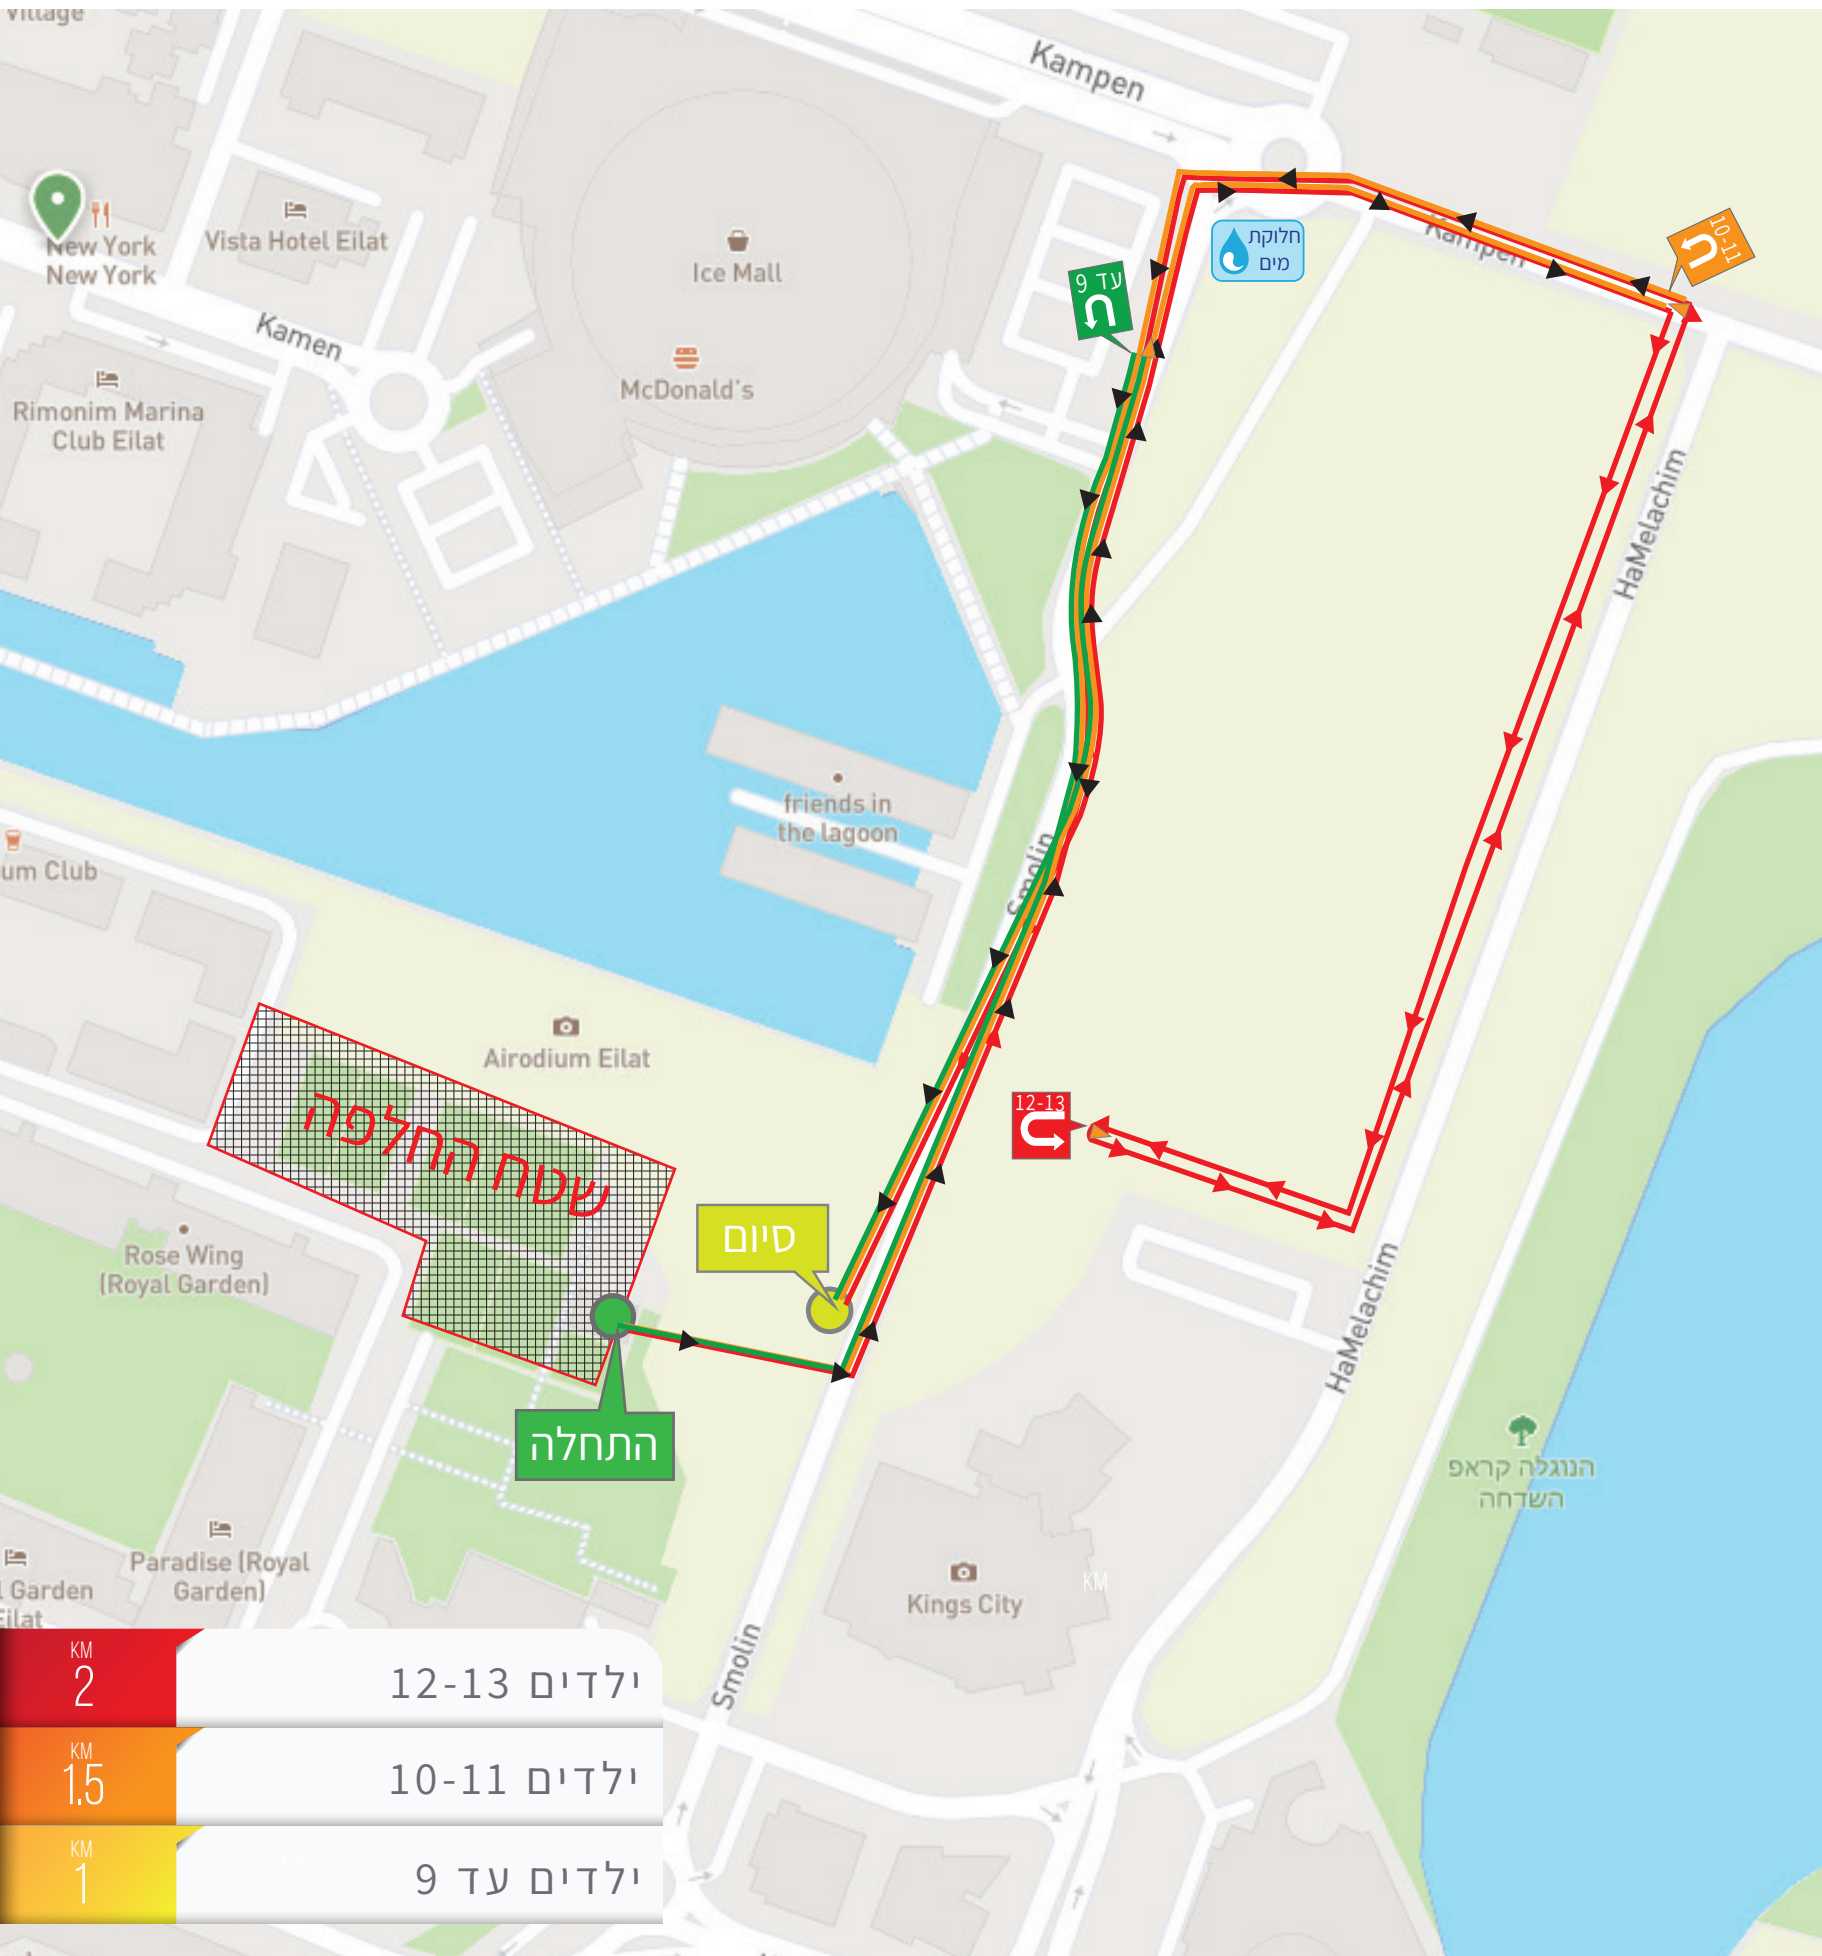 Village
Kampen
New York
New York
Vista Hotel Eilat
Ice Mall
חלוקת
מים
10-11
Kampen
עד 9
Kamen
McDonald's
Rimonim Marina
Club Eilat
HaMelachim
friends in
the lagoon
Smolin
um Club
Airodium Eilat
שטח החלפה
12-13
סיום
Rose Wing
(Royal Garden)
HaMelachim
התחלה
הנוגלה קראפ
השדחה
Paradise (Royal
Garden)
l Garden
Eilat
Kings City
KM
Smolin
KM
2
ילדים 12-13
KM
1.5
ילדים 10-11
KM
1
ילדים עד 9